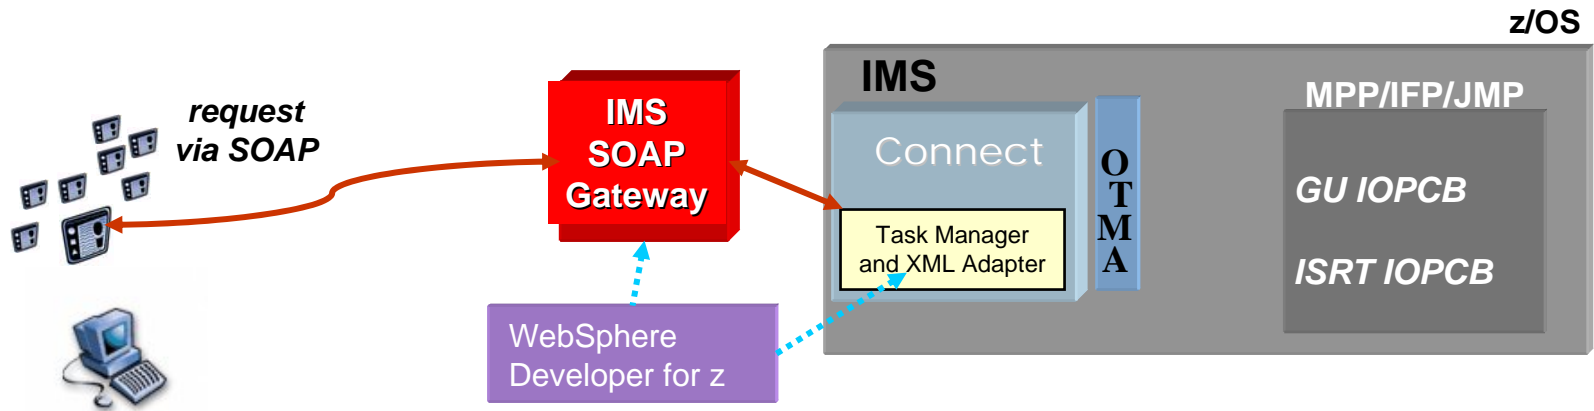 z/OS
request
via SOAP
IMS
SOAP
Gateway
IMS
Connect
Task Manager
and XML Adapter
OTMA
MPP/IFP/JMP
GU IOPCB
ISRT IOPCB
WebSphere
Developer for z